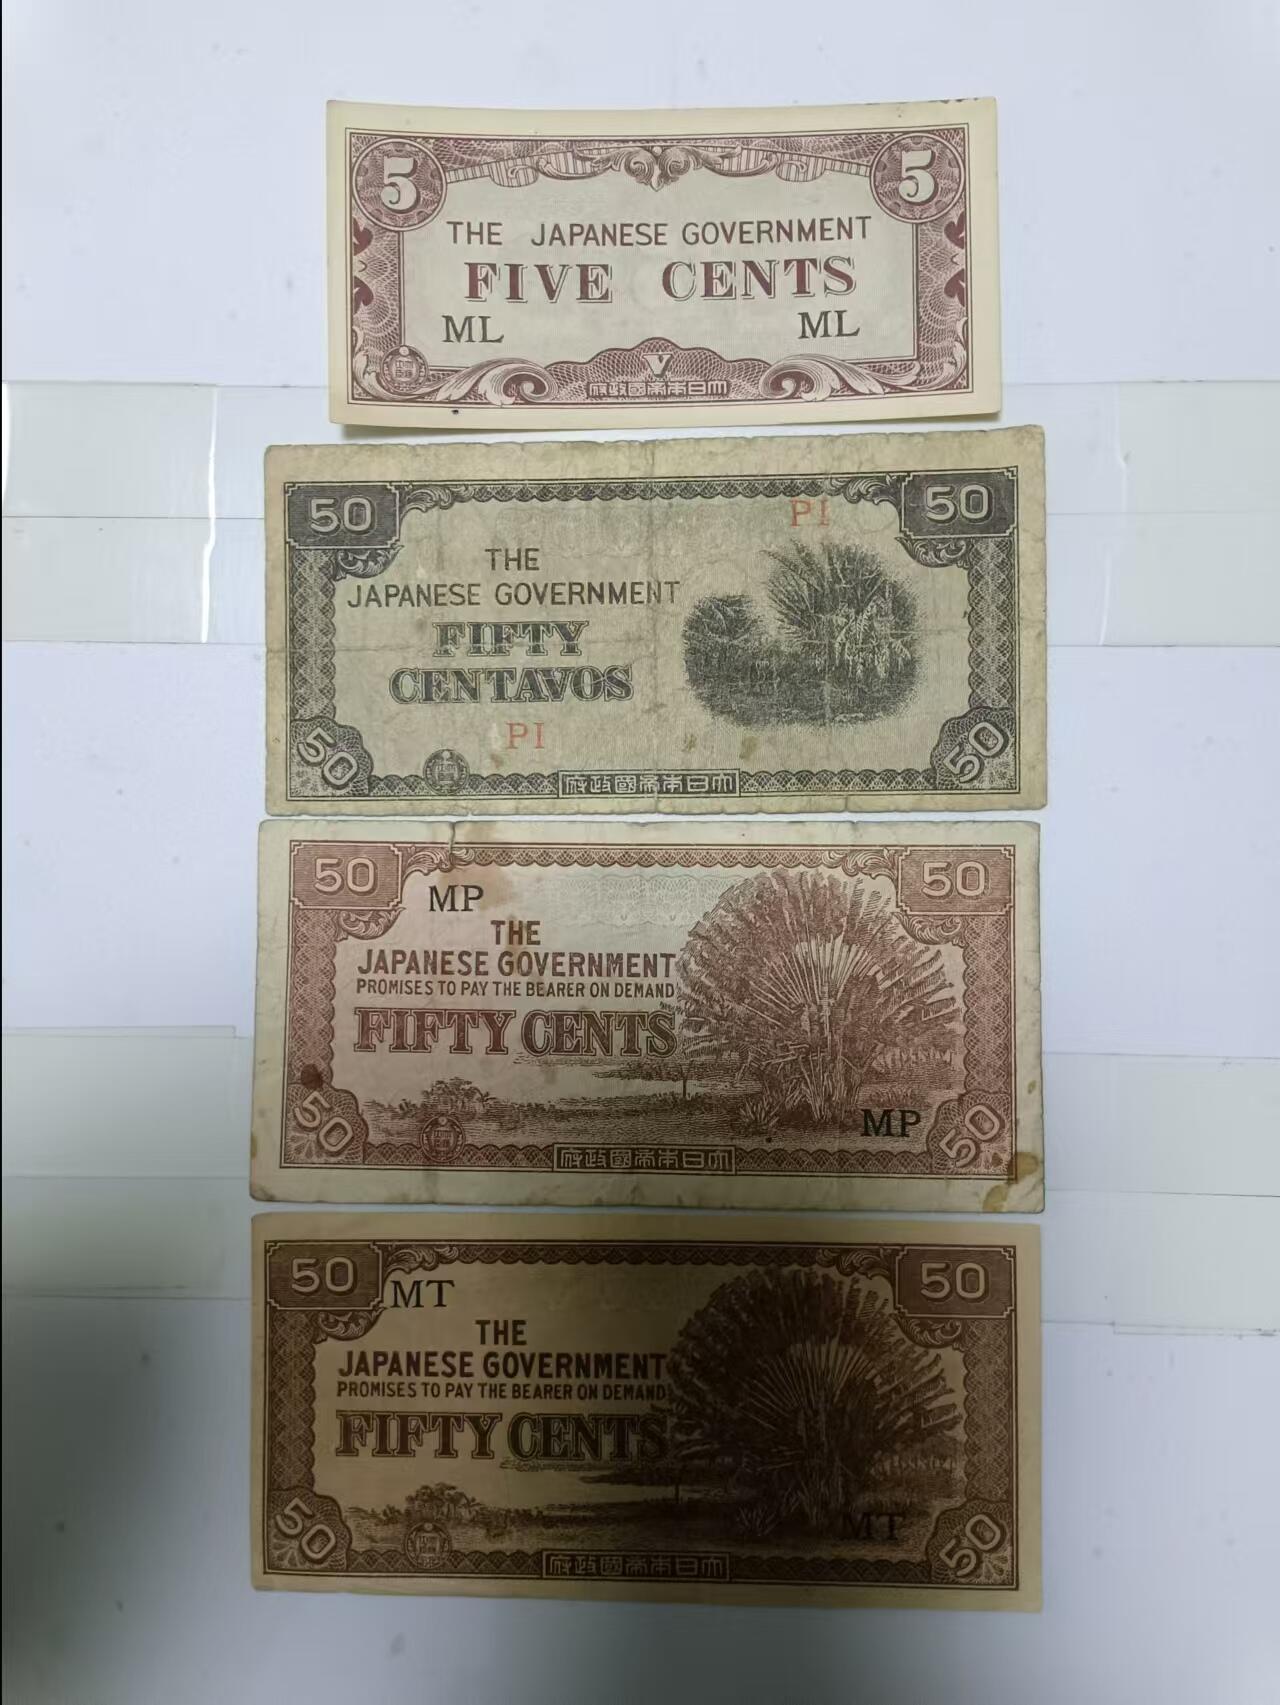 5 5
THE JAPANESE GOVERNMENT
FIVE CENTS
ML ML
V
府政國帝本日大
50 50
PI
THE
JAPANESE GOVERNMENT
FIFTY
CENTAVOS
PI
50 50
府政國帝本日大
50 50
MP
THE
JAPANESE GOVERNMENT
PROMISES TO PAY THE BEARER ON DEMAND
FIFTY CENTS
MP
50 50
府政國帝本日大
50 50
MT
THE
JAPANESE GOVERNMENT
PROMISES TO PAY THE BEARER ON DEMAND
FIFTY CENTS
MT
50 50
府政國帝本日大